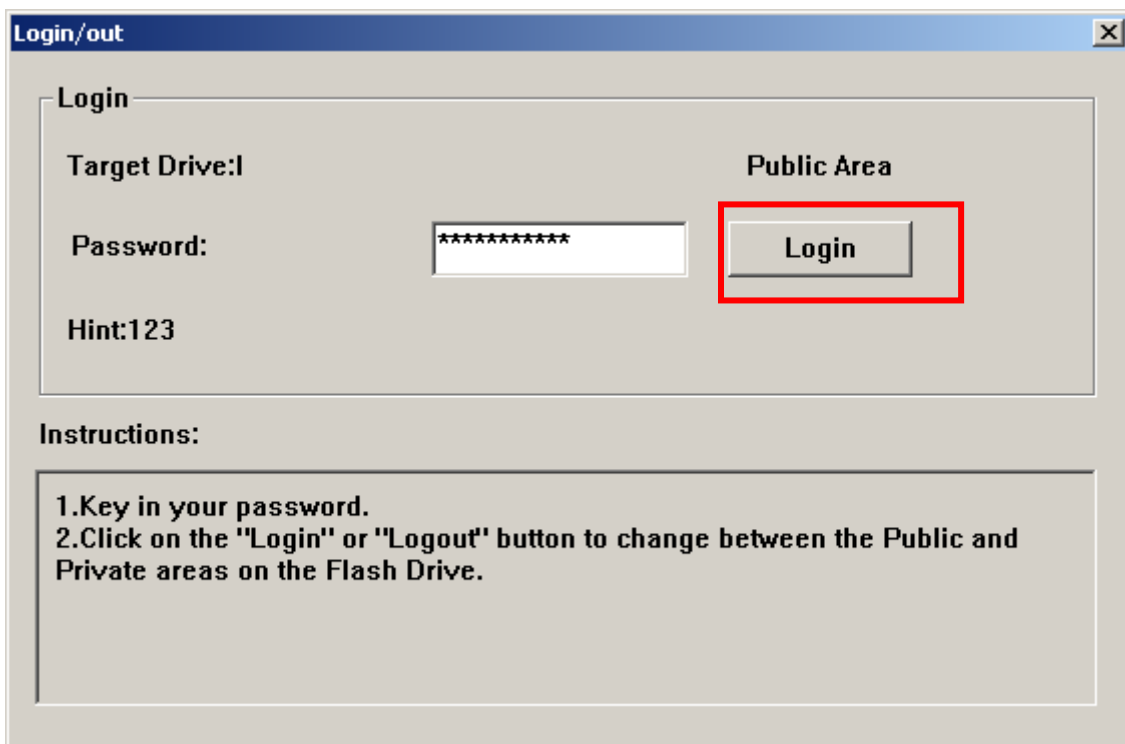 Login/out
Login
Target Drive:I
Public Area
Password:
***********
Login
Hint:123
Instructions:
1.Key in your password.
2.Click on the "Login" or "Logout" button to change between the Public and
Private areas on the Flash Drive.